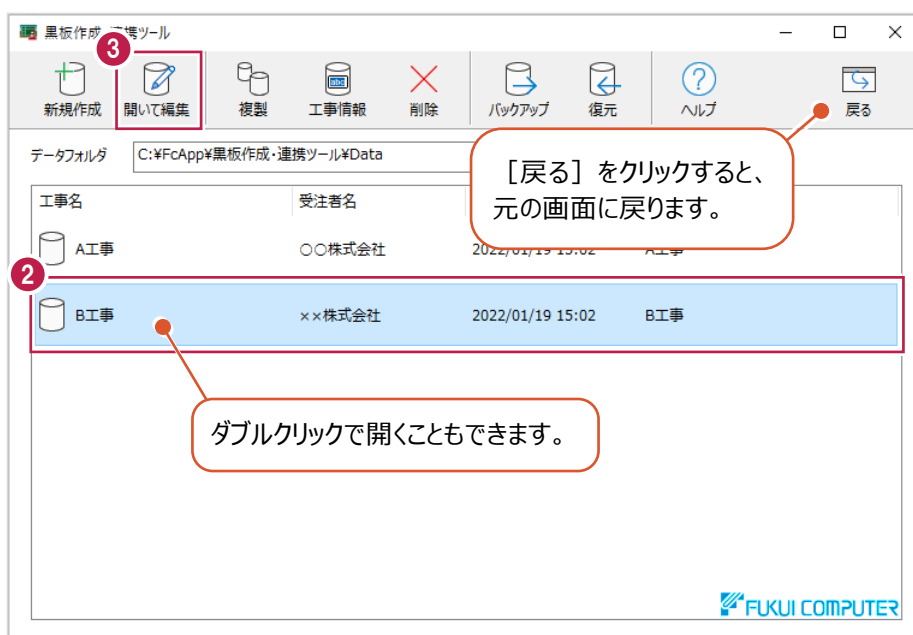 黒板作成 連携ツール
3
新規作成 開いて編集 複製 工事情報 削除 バックアップ 復元 ヘルプ 戻る
abd
データフォルダ C:¥FcApp¥黒板作成・連携ツール¥Data
［戻る］をクリックすると、
元の画面に戻ります。
工事名 受注者名
A工事 〇〇株式会社 2022/01/19 15:02 A工事
2
B工事 ××株式会社 2022/01/19 15:02 B工事
ダブルクリックで開くこともできます。
FUKUI COMPUTER